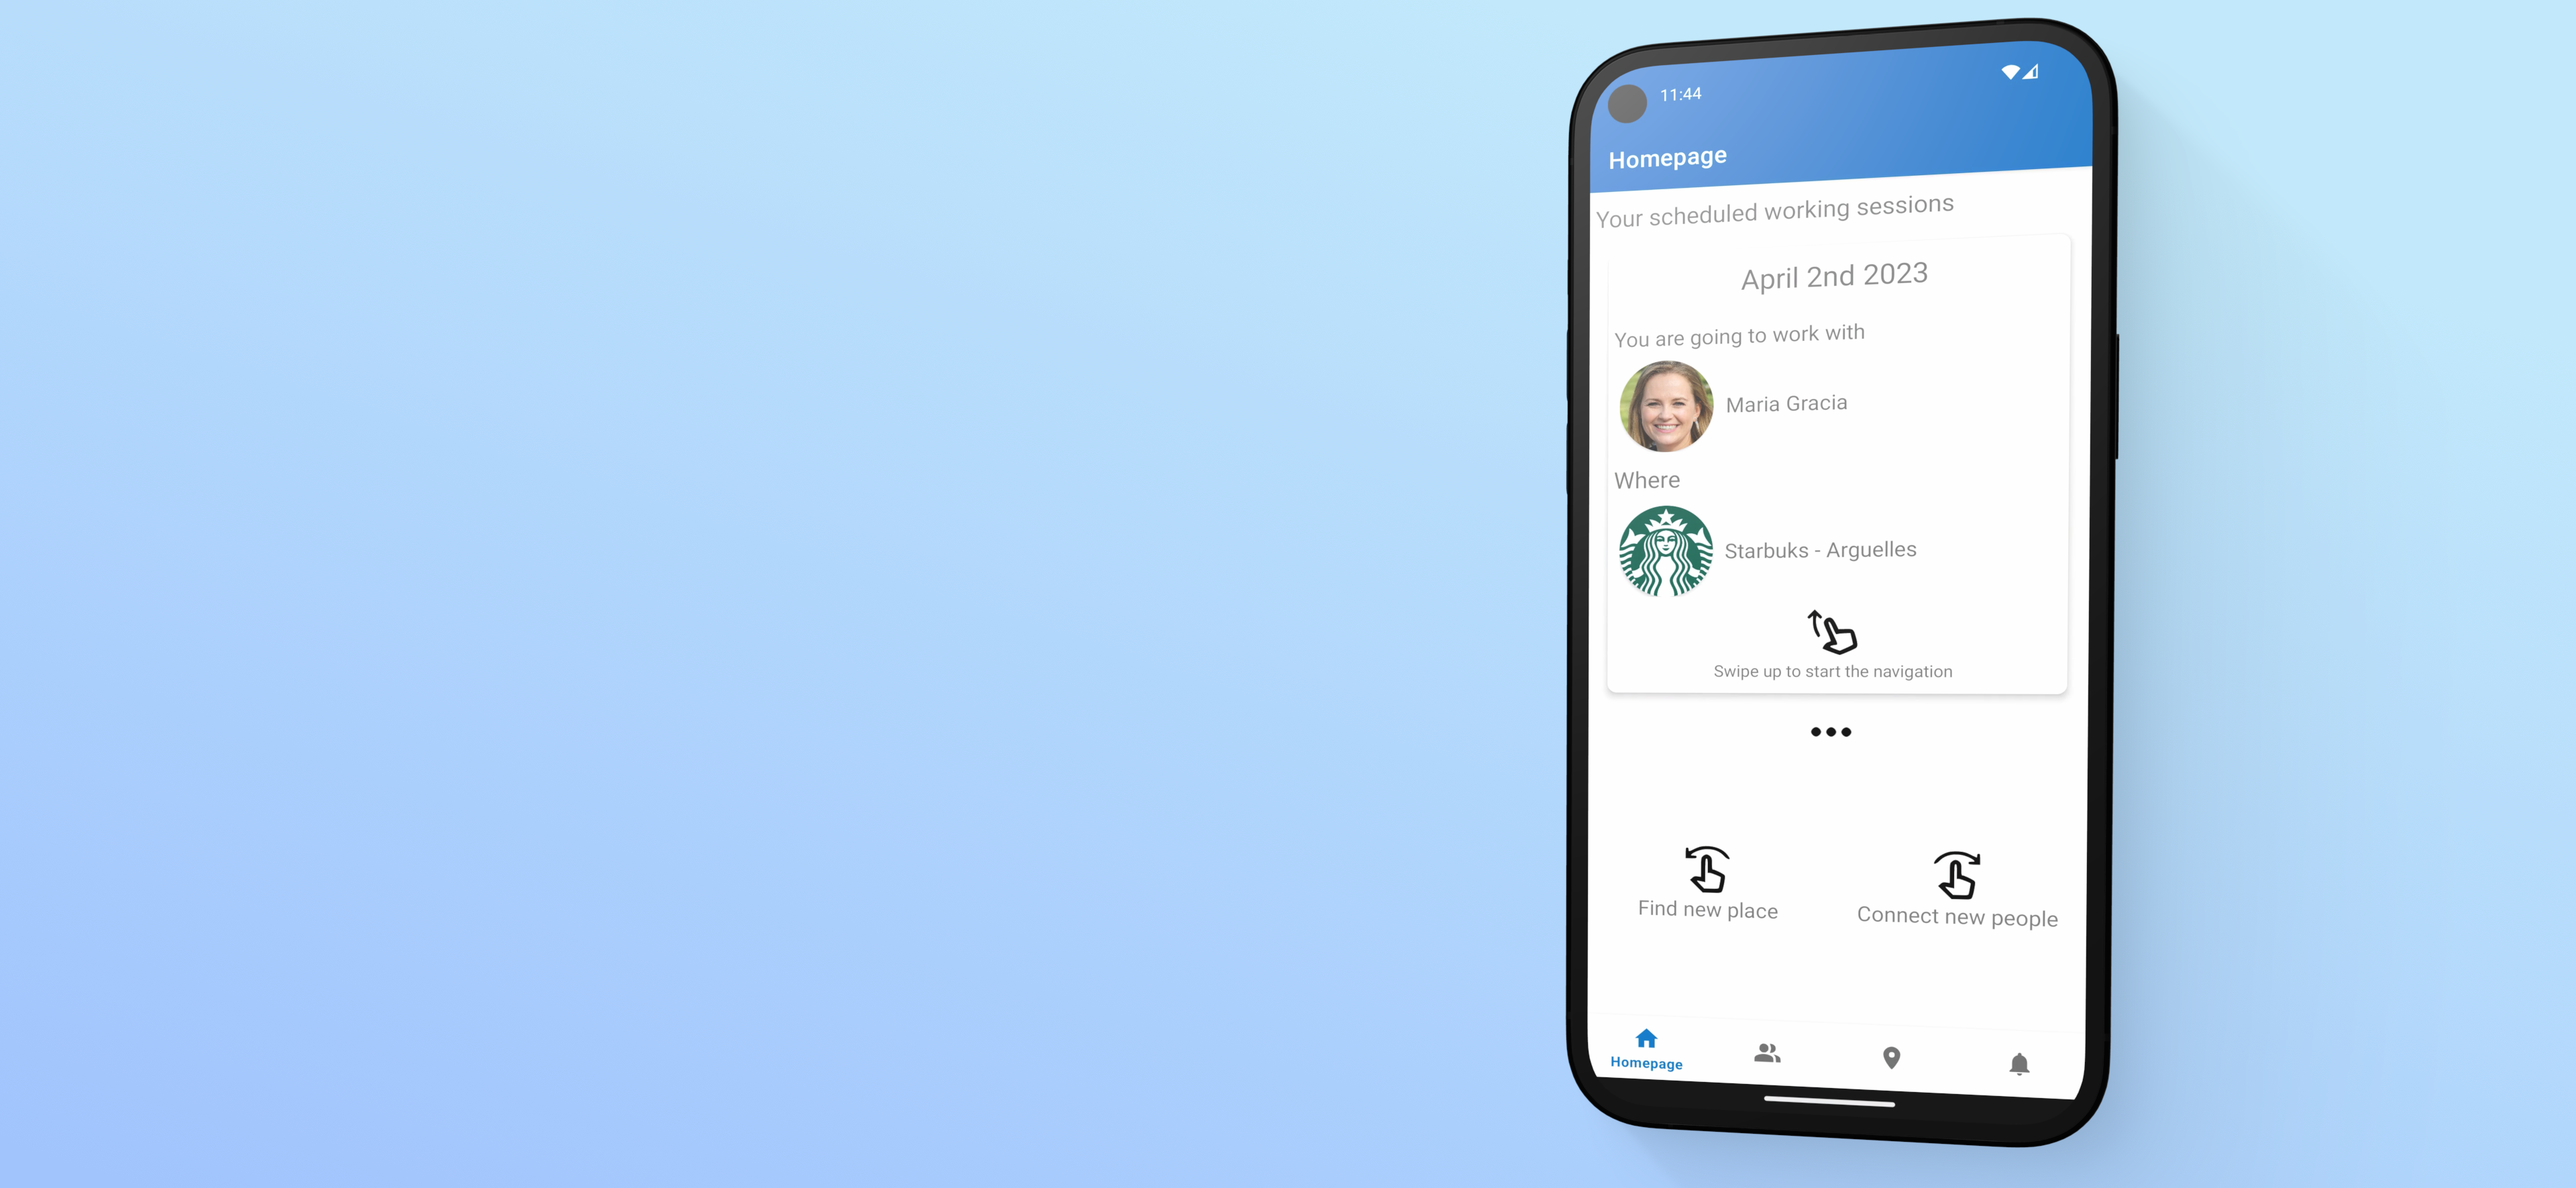 11:44
Homepage
Your scheduled working sessions
April 2nd 2023
You are going to work with
Maria Gracia
Where
Starbuks - Arguelles
Swipe up to start the navigation
Find new place
Connect new people
Homepage